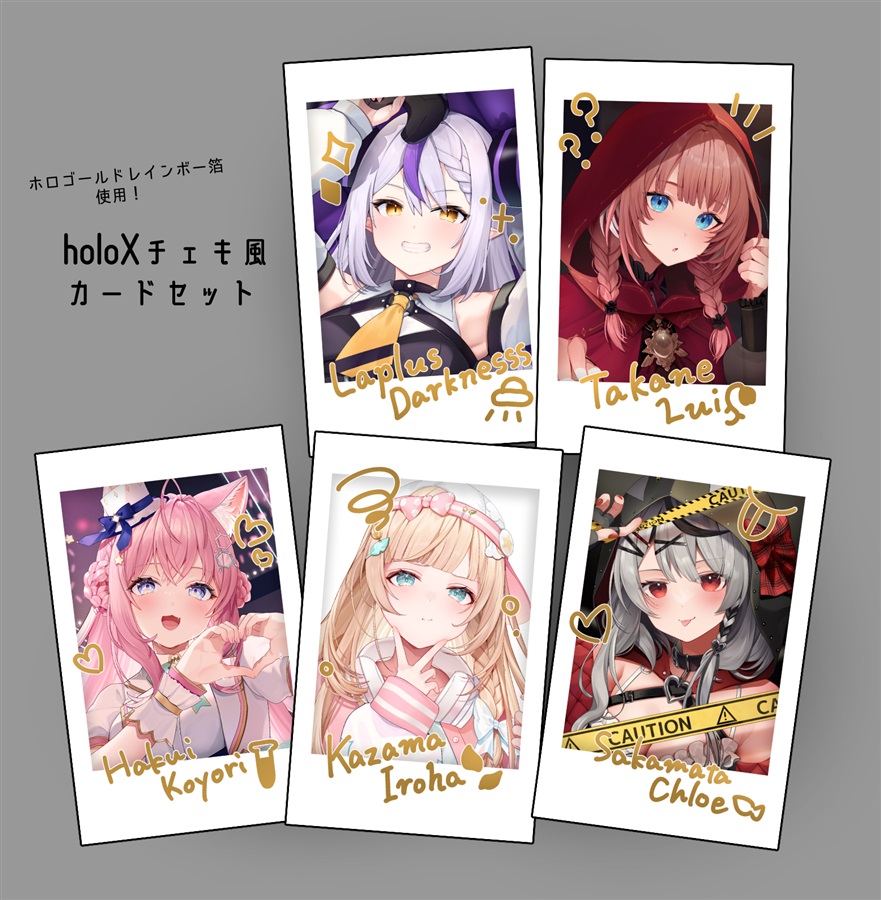 ホロゴールドレインボー箔
使用！
holoXチェキ風
カードセット
Laplus
Darknesss
Takane
Lui
CAUT
Hakui
Koyori
Kazama
Iroha
CAUTION
CA
Sakamata
Chloe